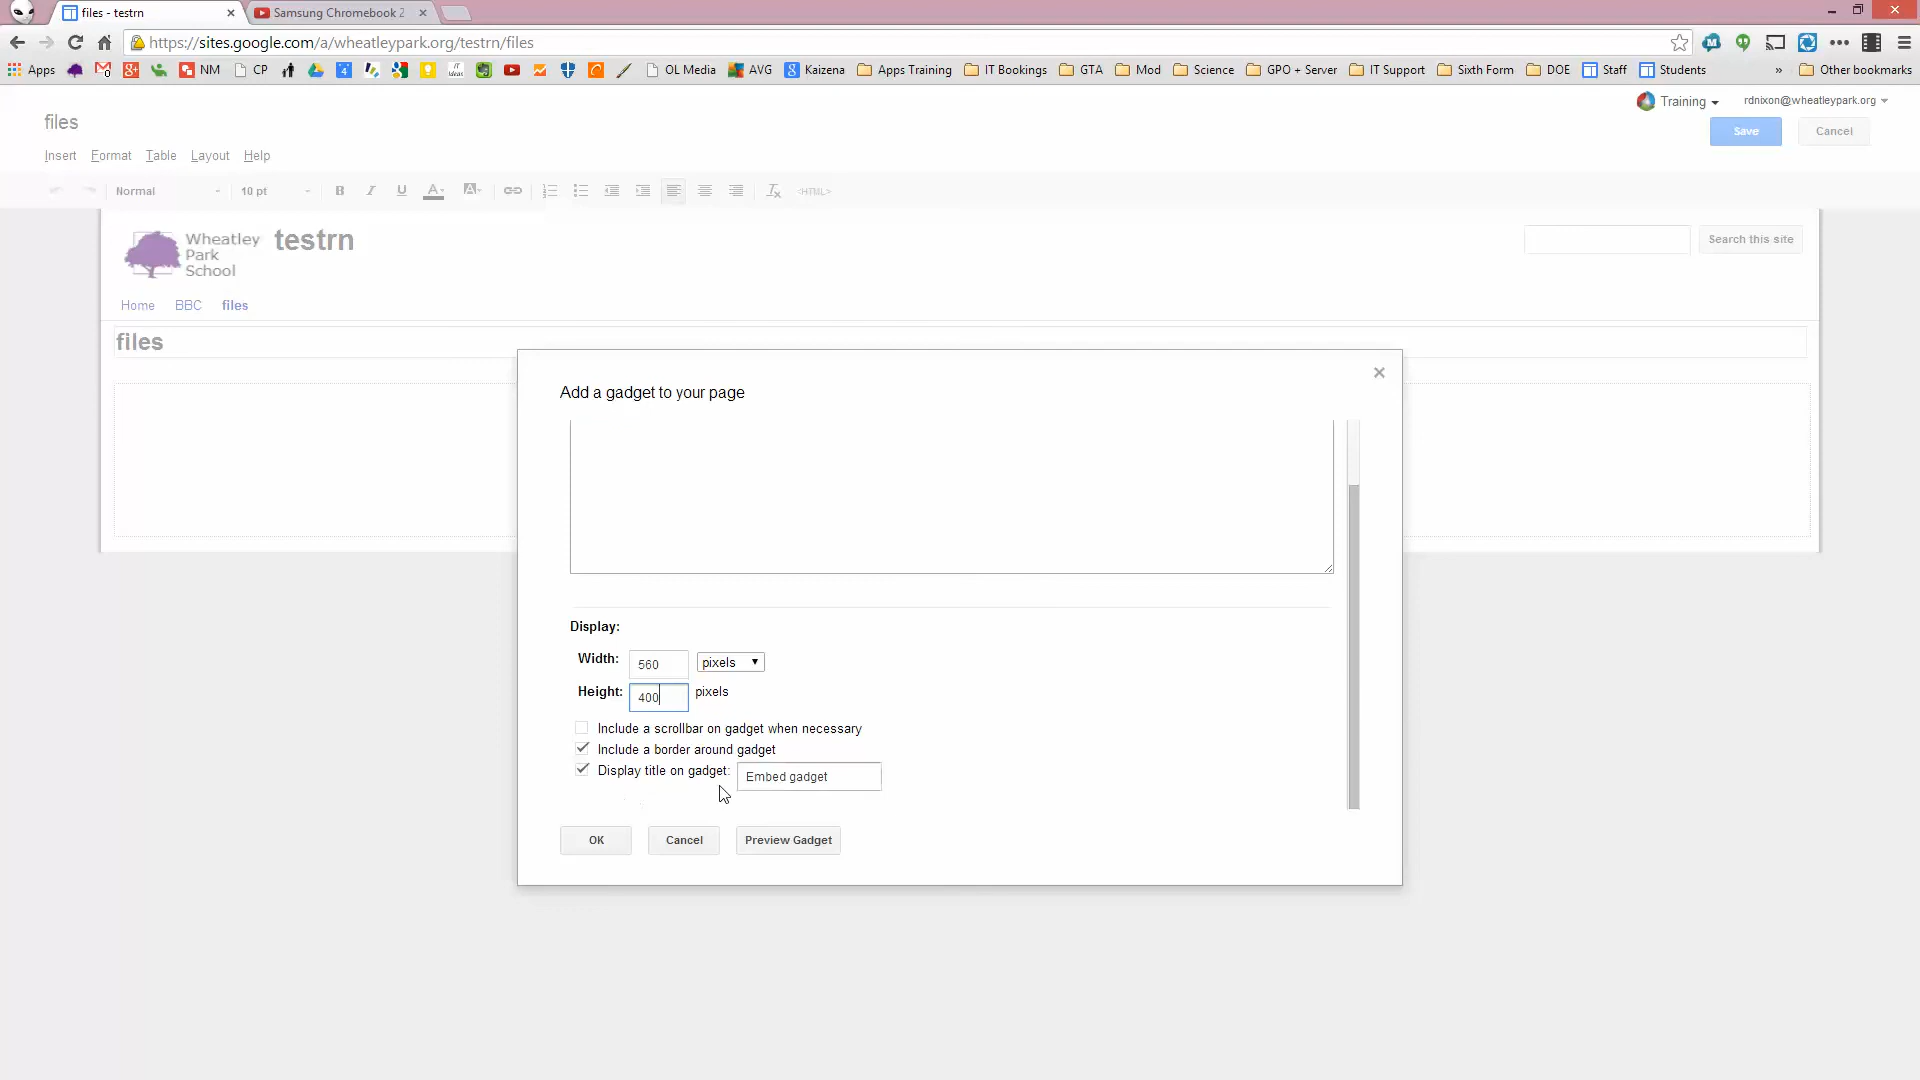 files - testrn
Samsung Chromebook 2
https://sites.google.com/a/wheatleypark.org/testrn/files
Apps NM CP OL Media AVG Kaizena Apps Training IT Bookings GTA Mod Science GPO + Server IT Support Sixth Form DOE Staff Students » Other bookmarks
Training rdnixon@wheatleypark.org
files
Save Cancel
Insert Format Table Layout Help
Normal 10 pt B I U A A <HTML>
Wheatley
Park
School
testrn
Search this site
Home BBC files
files
Add a gadget to your page
Display:
Width: 560 pixels
Height: 400 pixels
Include a scrollbar on gadget when necessary
Include a border around gadget
Display title on gadget: Embed gadget
OK Cancel Preview Gadget